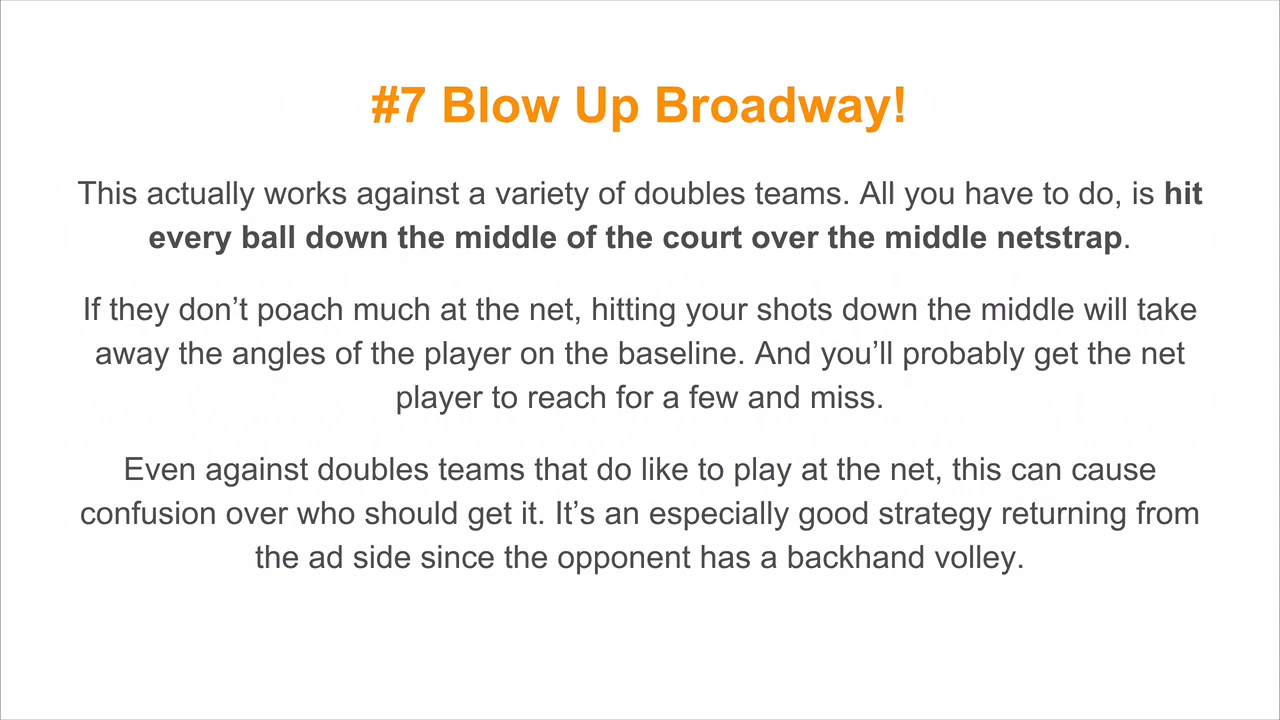 #7 Blow Up Broadway!
This actually works against a variety of doubles teams. All you have to do, is hit
every ball down the middle of the court over the middle netstrap.
If they don’t poach much at the net, hitting your shots down the middle will take
away the angles of the player on the baseline. And you’ll probably get the net
player to reach for a few and miss.
Even against doubles teams that do like to play at the net, this can cause
confusion over who should get it. It’s an especially good strategy returning from
the ad side since the opponent has a backhand volley.